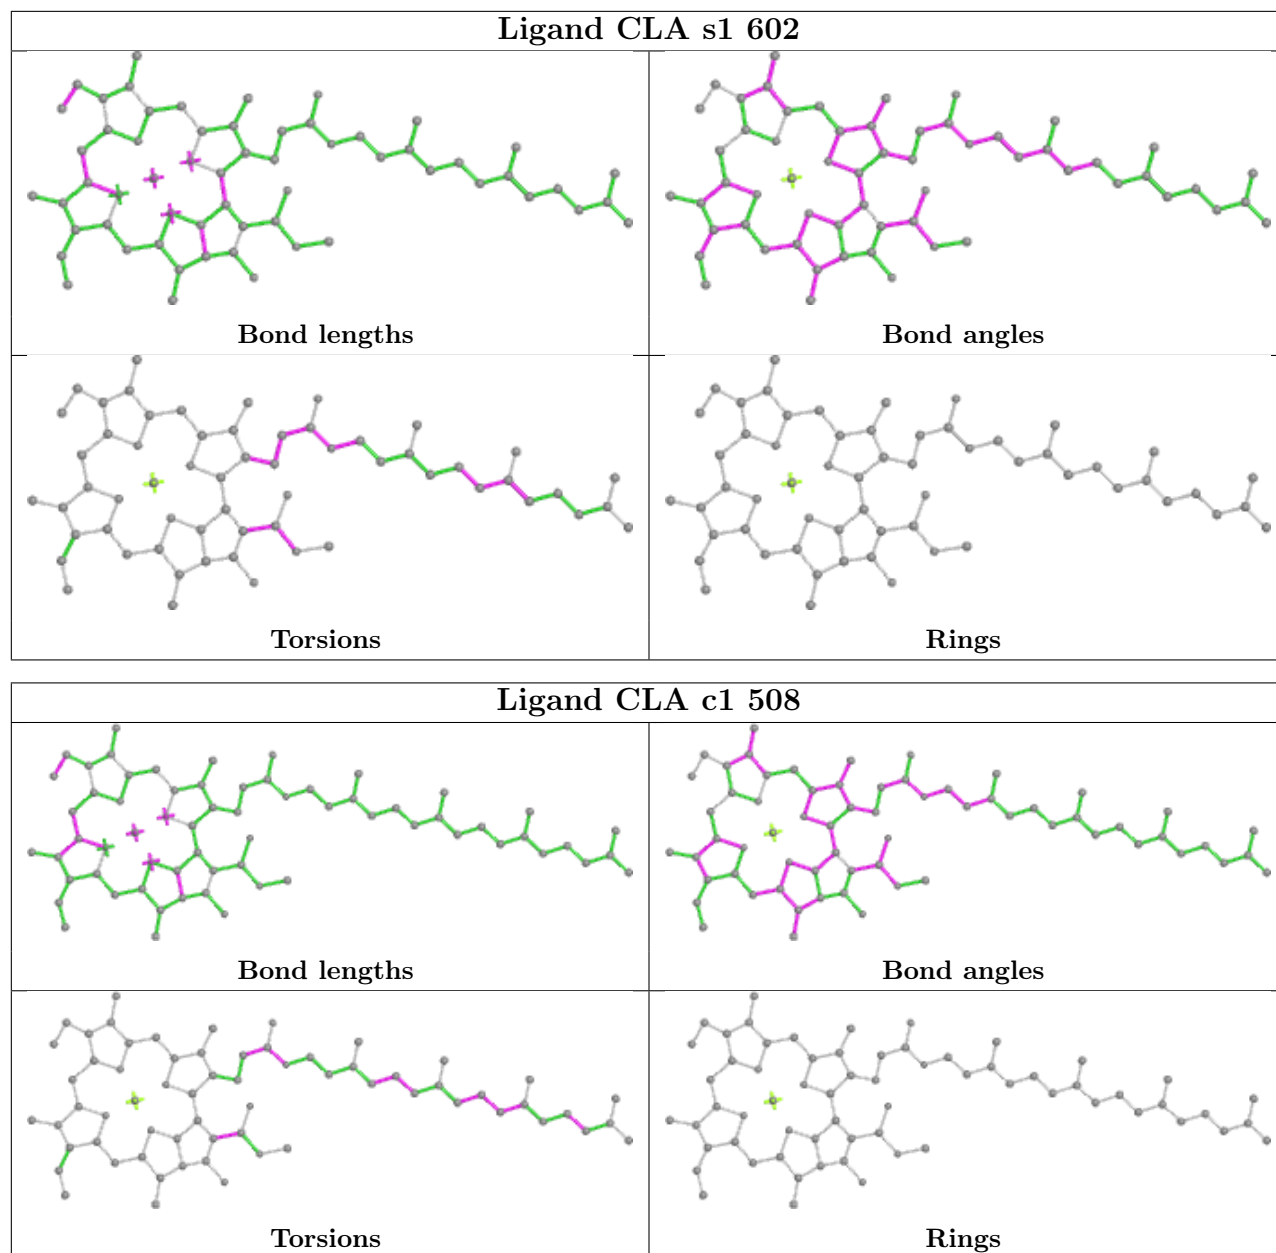 Ligand CLA s1 602
Bond lengths
Bond angles
Torsions
Rings
Ligand CLA c1 508
Bond lengths
Bond angles
Torsions
Rings